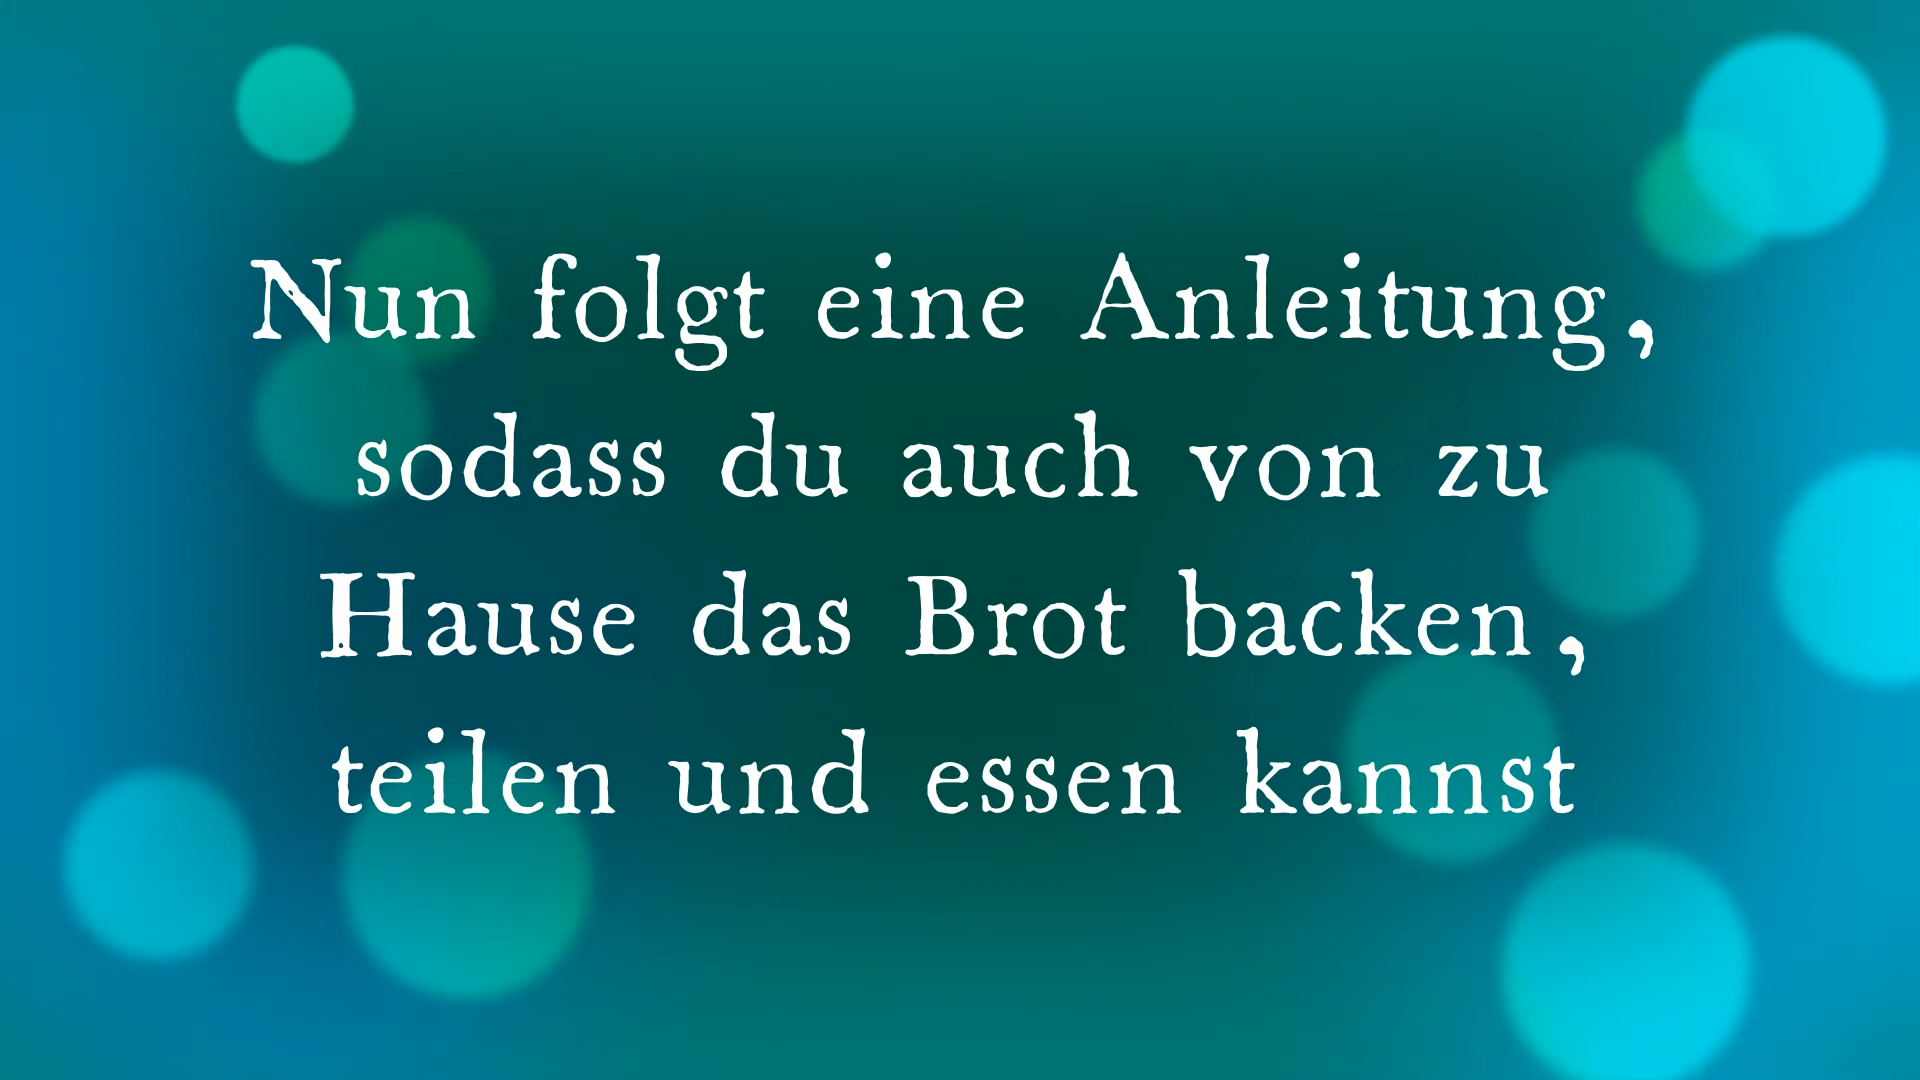 Nun folgt eine Anleitung,
sodass du auch von zu
Hause das Brot backen,
teilen und essen kannst